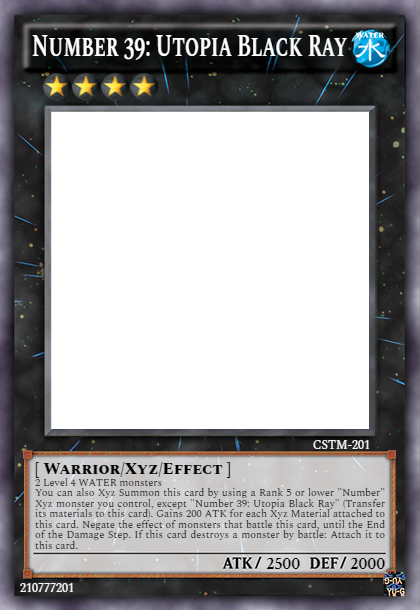 Number 39: Utopia Black Ray
WATER
水
CSTM-201
[ Warrior/Xyz/Effect ]
2 Level 4 WATER monsters
You can also Xyz Summon this card by using a Rank 5 or lower "Number"
Xyz monster you control, except "Number 39: Utopia Black Ray" (Transfer
its materials to this card). Gains 200 ATK for each Xyz Material attached to
this card. Negate the effect of monsters that battle this card, until the End
of the Damage Step. If this card destroys a monster by battle: Attach it to
this card.
ATK/ 2500 DEF/ 2000
210777201